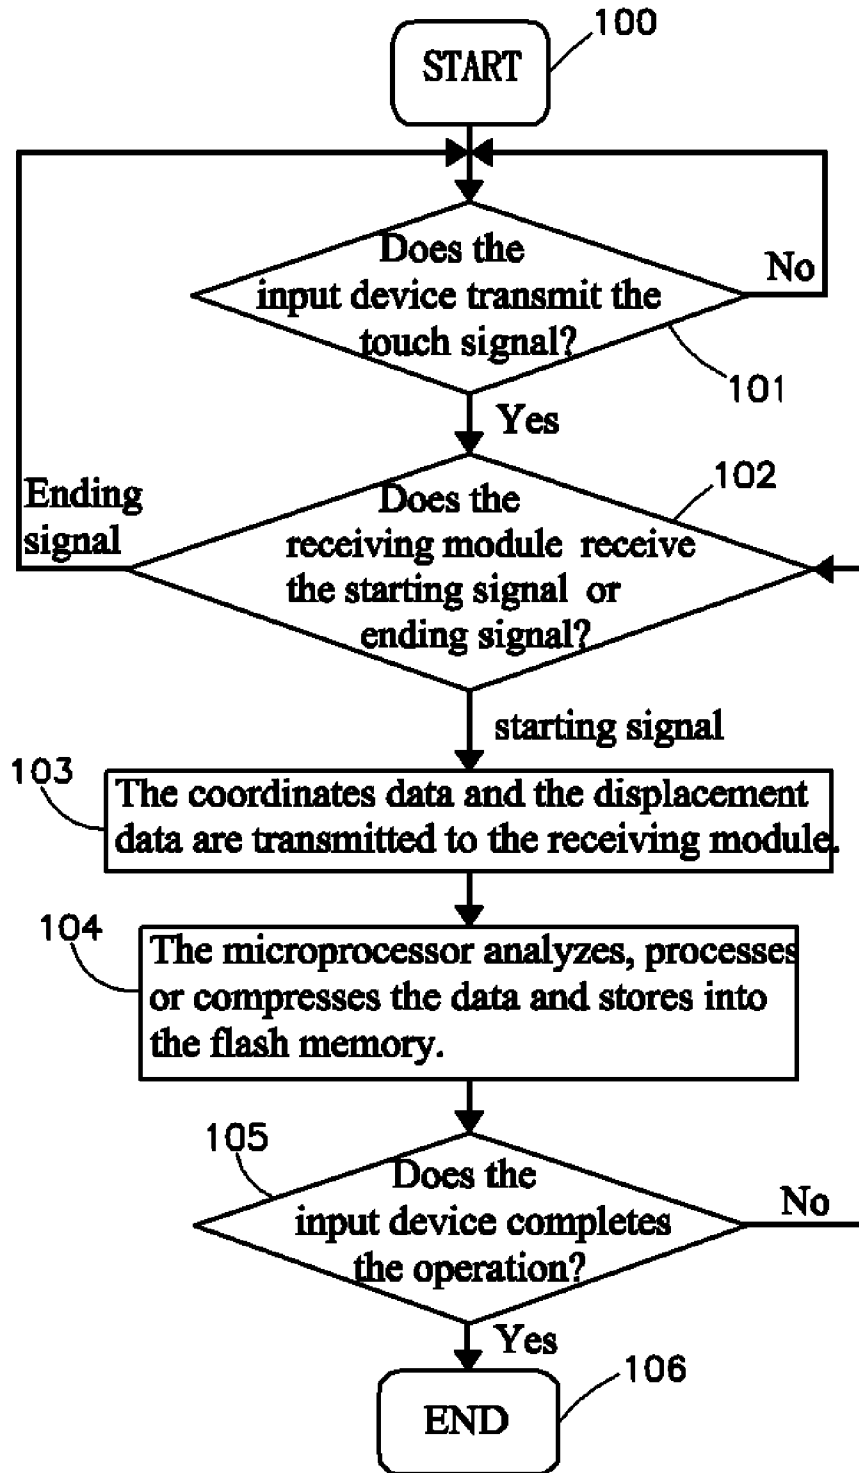 100
START
Does the
input device transmit the
touch signal?
No
101
Yes
102
Ending
signal
Does the
receiving module receive
the starting signal or
ending signal?
starting signal
103
The coordinates data and the displacement
data are transmitted to the receiving module.
104
The microprocessor analyzes, processes
or compresses the data and stores into
the flash memory.
105
Does the
input device completes
the operation?
No
Yes
106
END